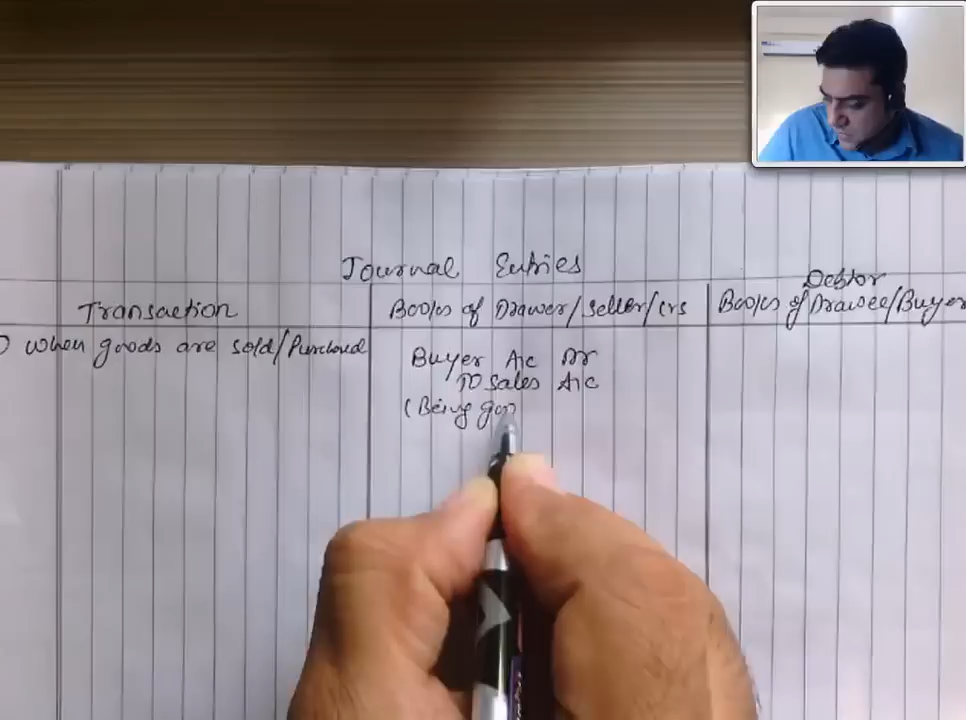 Journal Entries
Debtor
Transaction Books of Drawer/Seller/Crs Books of Drawee/Buyer
) when goods are sold/Purchased Buyer A/c Dr
To Sales A/c
(Being goo